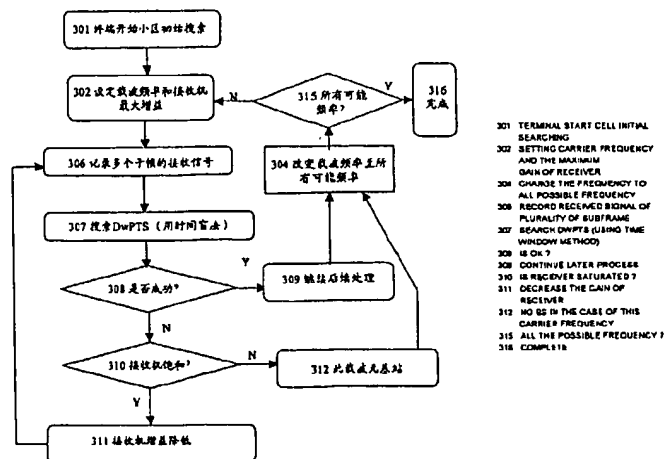 301 终端开始小区初始搜索
302 设定载波频率和接收机
最大增益
N
315 所有可能
频率?
Y
316
完成
306 记录多个子帧的接收信号
304 改定载波频率至所
有可能频率
307 搜索DwPTS（用时间窗法）
308 是否成功?
Y
309 继接后续处理
N
310 接收机饱和?
N
312 此载波无基站
Y
311 接收机增益降低
301 TERMINAL START CELL INITIAL
SEARCHING
302 SETTING CARRIER FREQUENCY
AND THE MAXIMUM
GAIN OF RECEIVER
304 CHARGE THE FREQUENCY TO
ALL POSSIBLE FREQUENCY
306 RECORD RECEIVED SIGNAL OF
PLURALITY OF SUBFRAME
307 SEARCH DWPTS (USING TIME
WINDOW METHOD)
308 IS OK ?
309 CONTINUE LATER PROCESS
310 IS RECEIVER SATURATED ?
311 DECREASE THE GAIN OF
RECEIVER
312 NO BS IN THE CASE OF THIS
CARRIER FREQUENCY
315 ALL THE POSSIBLE FREQUENCY ?
316 COMPLETE